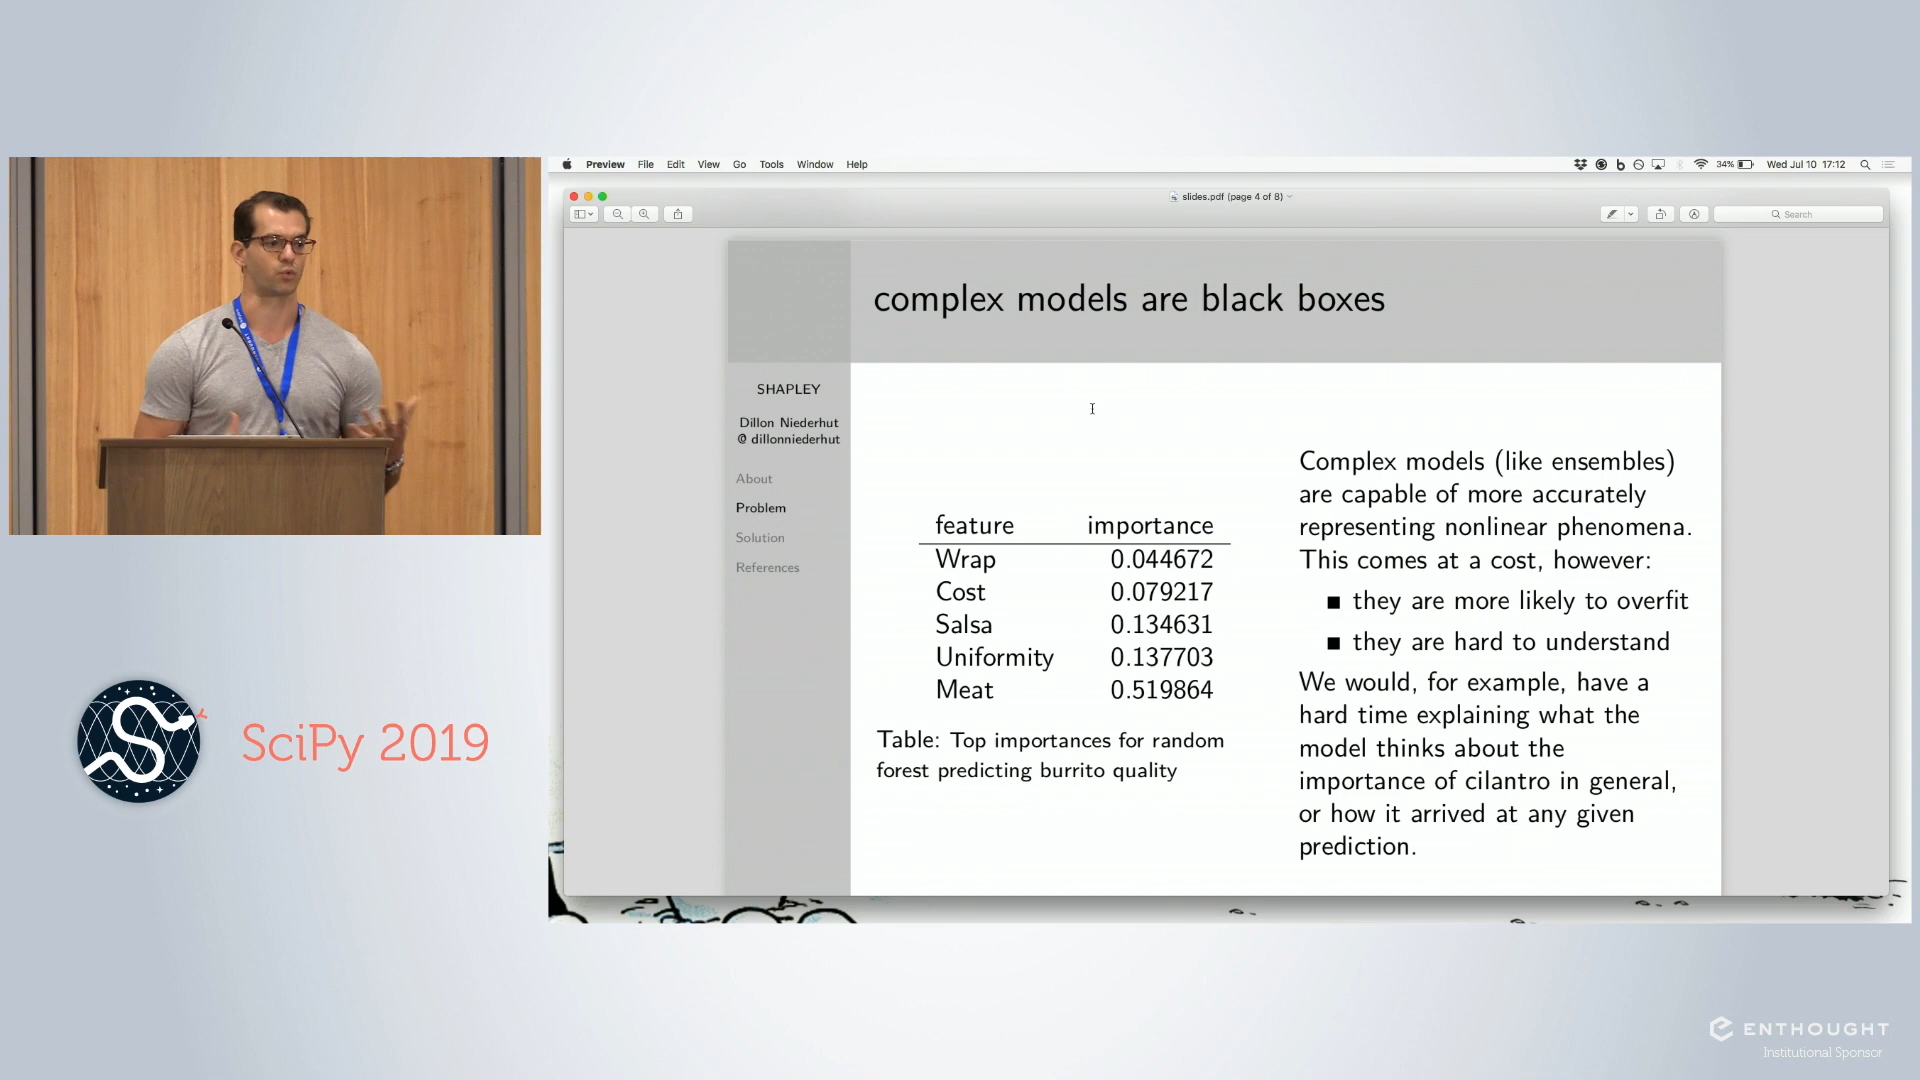 Preview File Edit View Go Tools Window Help
34% Wed Jul 10 17:12
slides.pdf (page 4 of 8)
Search
complex models are black boxes
SHAPLEY
Dillon Niederhut
@ dillonniederhut
About
Problem
Solution
References
feature importance
Wrap 0.044672
Cost 0.079217
Salsa 0.134631
Uniformity 0.137703
Meat 0.519864
Table: Top importances for random
forest predicting burrito quality
Complex models (like ensembles)
are capable of more accurately
representing nonlinear phenomena.
This comes at a cost, however:
■ they are more likely to overfit
■ they are hard to understand
We would, for example, have a
hard time explaining what the
model thinks about the
importance of cilantro in general,
or how it arrived at any given
prediction.
SciPy 2019
ENTHOUGHT
Institutional Sponsor